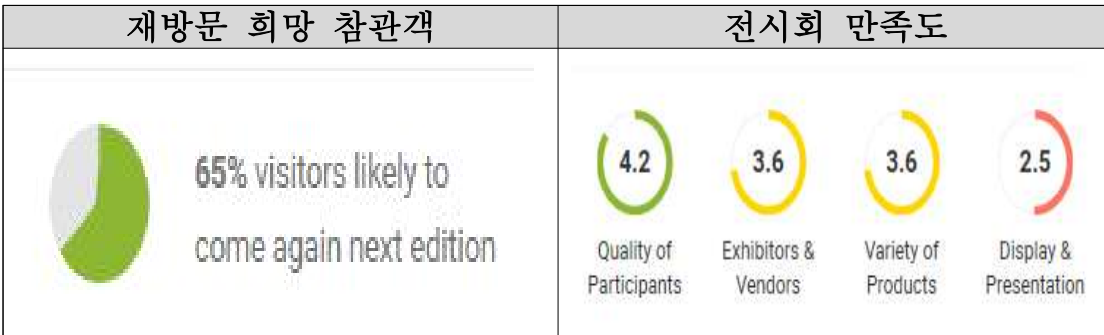 재방문 희망 참관객
전시회 만족도
65% visitors likely to
come again next edition
4.2
3.6
3.6
2.5
Quality of
Participants
Exhibitors &
Vendors
Variety of
Products
Display &
Presentation